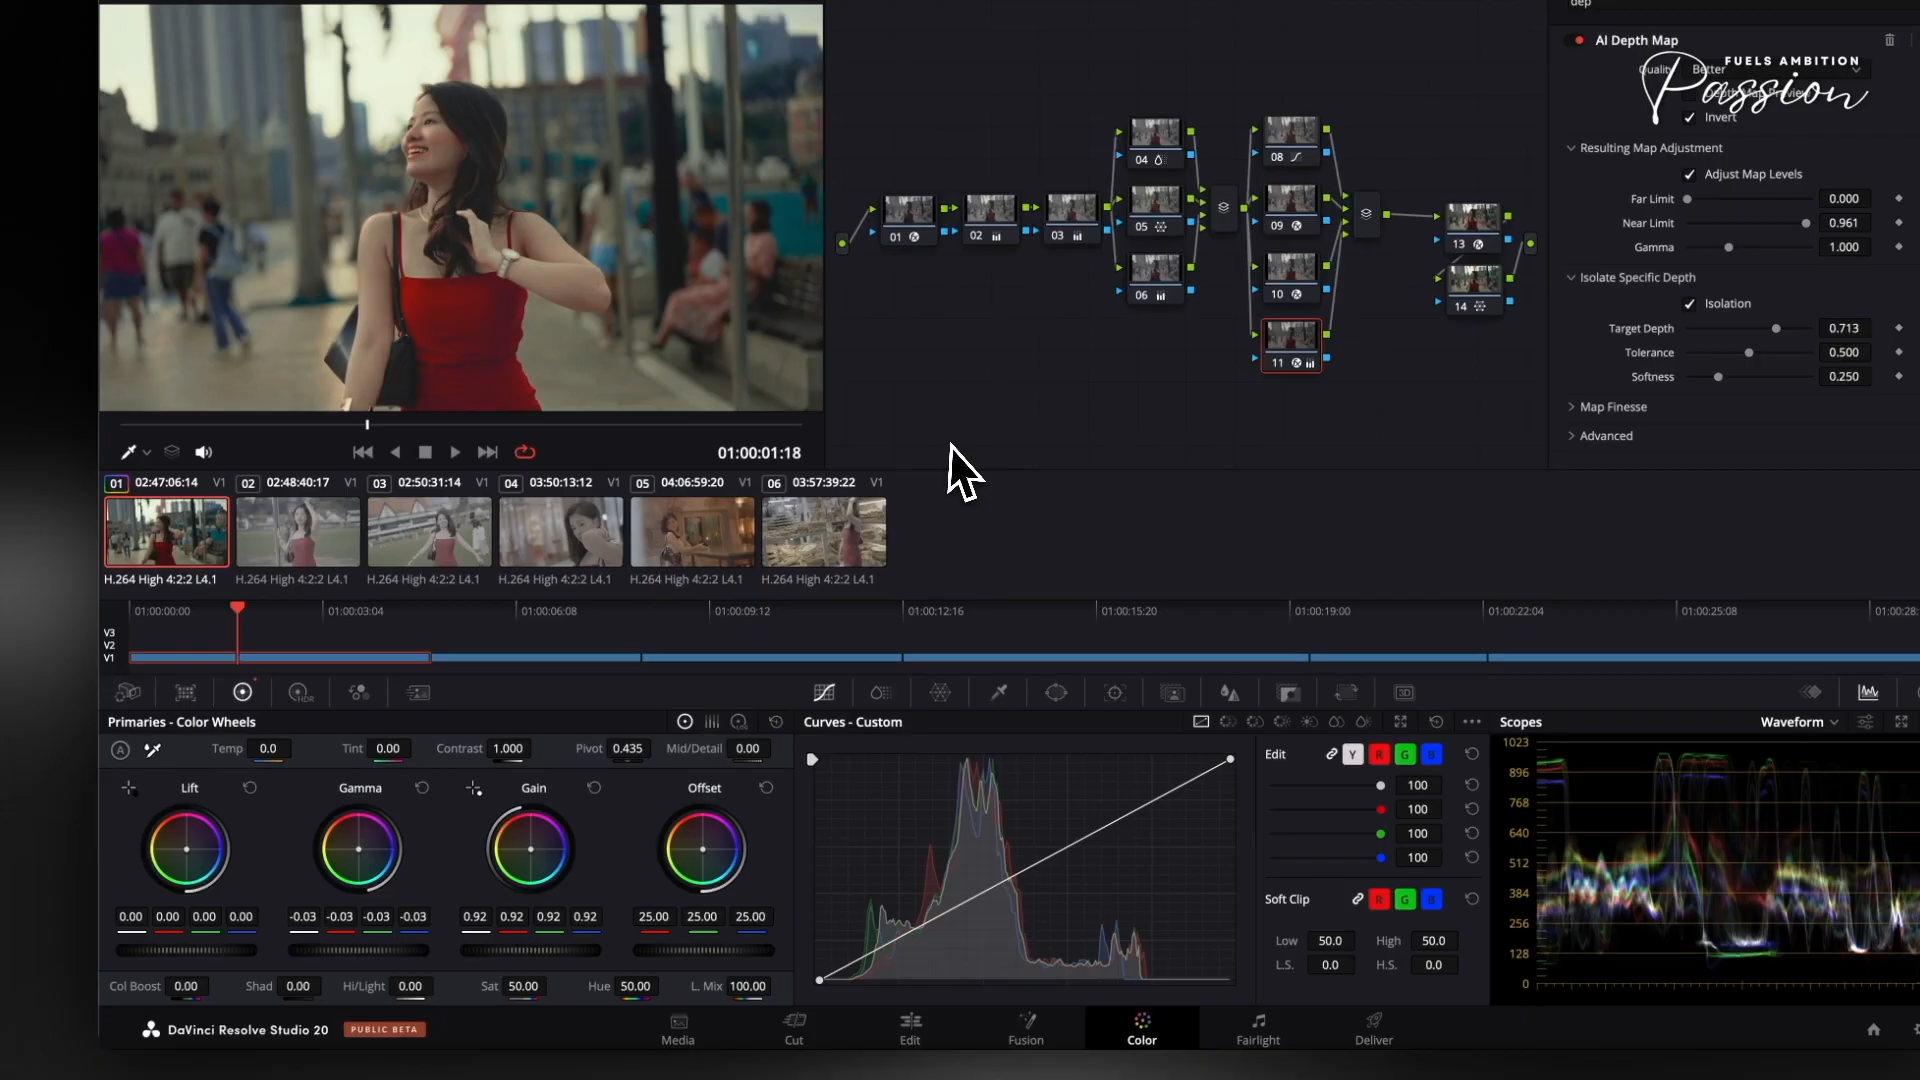 dep
AI Depth Map
FUELS AMBITION
Passion
Quality Better
Depth Map Preview
Invert
Resulting Map Adjustment
Adjust Map Levels
Far Limit 0.000
Near Limit 0.961
Gamma 1.000
Isolate Specific Depth
Isolation
Target Depth 0.713
Tolerance 0.500
Softness 0.250
Map Finesse
Advanced
04 08
05 09
01 02 03
06 10
11
13
14
01:00:01:18
01 02:47:06:14 V1 02 02:48:40:17 V1 03 02:50:31:14 V1 04 03:50:13:12 V1 05 04:06:59:20 V1 06 03:57:39:22 V1
H.264 High 4:2:2 L4.1 H.264 High 4:2:2 L4.1 H.264 High 4:2:2 L4.1 H.264 High 4:2:2 L4.1 H.264 High 4:2:2 L4.1 H.264 High 4:2:2 L4.1
01:00:00:00 01:00:03:04 01:00:06:08 01:00:09:12 01:00:12:16 01:00:15:20 01:00:19:00 01:00:22:04 01:00:25:08 01:00:28:
V3
V2
V1
HDR 3D
Primaries - Color Wheels Curves - Custom Scopes Waveform
A Temp 0.0 Tint 0.00 Contrast 1.000 Pivot 0.435 Mid/Detail 0.00
Lift Gamma Gain Offset
0.00 0.00 0.00 0.00 -0.03 -0.03 -0.03 -0.03 0.92 0.92 0.92 0.92 25.00 25.00 25.00
Col Boost 0.00 Shad 0.00 Hi/Light 0.00 Sat 50.00 Hue 50.00 L. Mix 100.00
Edit Y R G B
100
100
100
100
Soft Clip R G B
Low 50.0 High 50.0
L.S. 0.0 H.S. 0.0
1023
896
768
640
512
384
256
128
0
DaVinci Resolve Studio 20 PUBLIC BETA
Media Cut Edit Fusion Color Fairlight Deliver